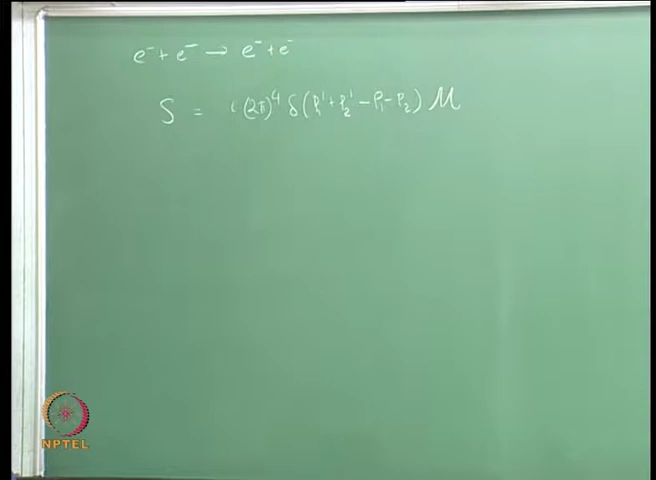 e⁻ + e⁻ → e⁻ + e⁻
S = i (2π)⁴ δ(p₁' + p₂' − p₁ − p₂) M
NPTEL